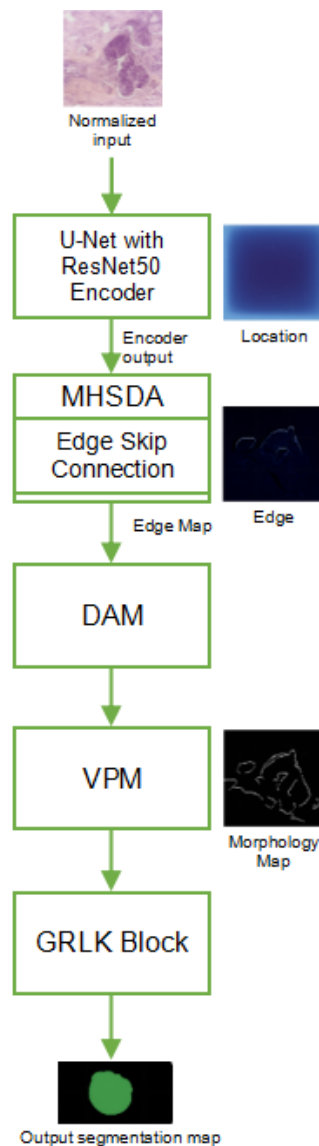 Normalized
input
U-Net with
ResNet50
Encoder
Location
Encoder
output
MHSDA
Edge Skip
Connection
Edge
Edge Map
DAM
VPM
Morphology
Map
GRLK Block
Output segmentation map